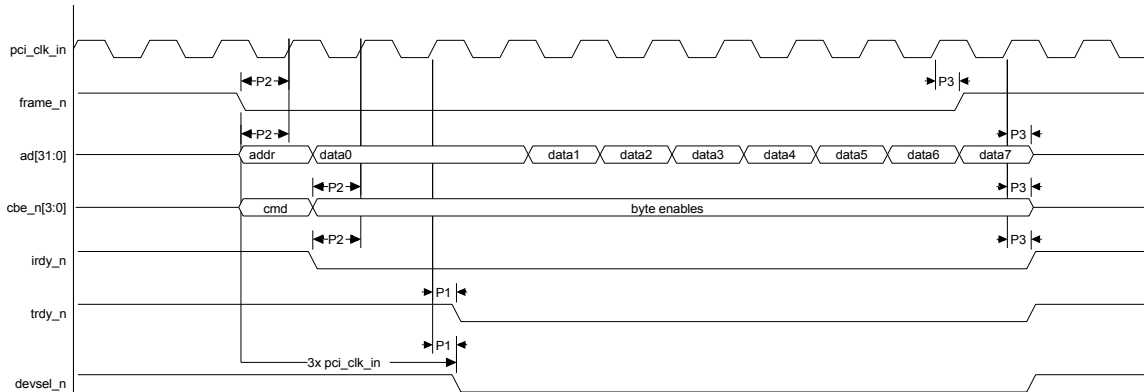 pci_clk_in
P2
P3
frame_n
P2
P3
ad[31:0]
addr
data0
data1
data2
data3
data4
data5
data6
data7
P2
P3
cbe_n[3:0]
cmd
byte enables
P2
P3
irdy_n
P1
trdy_n
P1
3x pci_clk_in
devsel_n